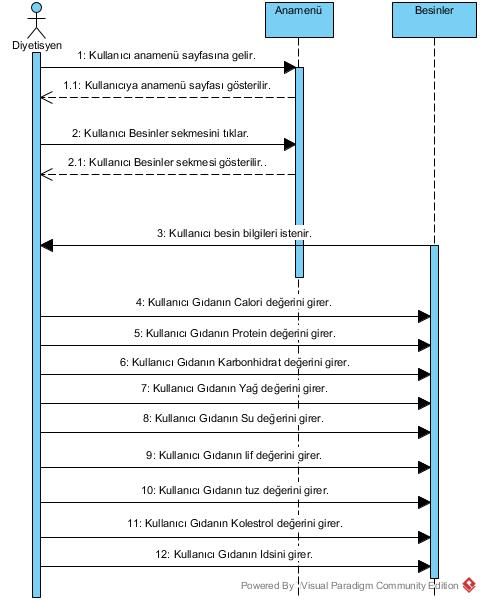 Anamenü
Besinler
Diyetisyen
1: Kullanıcı anamenü sayfasına gelir.
1.1: Kullanıcıya anamenü sayfası gösterilir.
2: Kullanıcı Besinler sekmesini tıklar.
2.1: Kullanıcı Besinler sekmesi gösterilir..
3: Kullanıcı besin bilgileri istenir.
4: Kullanıcı Gıdanın Calori değerini girer.
5: Kullanıcı Gıdanın Protein değerini girer.
6: Kullanıcı Gıdanın Karbonhidrat değerini girer.
7: Kullanıcı Gıdanın Yağ değerini girer.
8: Kullanıcı Gıdanın Su değerini girer.
9: Kullanıcı Gıdanın lif değerini girer.
10: Kullanıcı Gıdanın tuz değerini girer.
11: Kullanıcı Gıdanın Kolestrol değerini girer.
12: Kullanıcı Gıdanın Idsini girer.
Powered By Visual Paradigm Community Edition